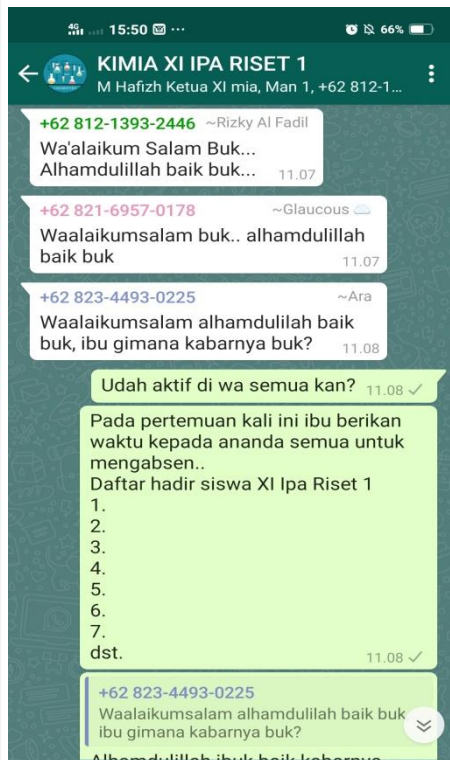 4G 15:50 ... 66%
KIMIA XI IPA RISET 1
M Hafizh Ketua XI mia, Man 1, +62 812-1...
+62 812-1393-2446 ~Rizky Al Fadil
Wa'alaikum Salam Buk...
Alhamdulillah baik buk... 11.07
+62 821-6957-0178 ~Glaucous
Waalaikumsalam buk.. alhamdulillah
baik buk 11.07
+62 823-4493-0225 ~Ara
Waalaikumsalam alhamdulilah baik
buk, ibu gimana kabarnya buk? 11.08
Udah aktif di wa semua kan? 11.08
Pada pertemuan kali ini ibu berikan
waktu kepada ananda semua untuk
mengabsen..
Daftar hadir siswa XI Ipa Riset 1
1.
2.
3.
4.
5.
6.
7.
dst. 11.08
+62 823-4493-0225
Waalaikumsalam alhamdulilah baik buk
ibu gimana kabarnya buk?
Alhamdulillah ibuk baik kabarnya